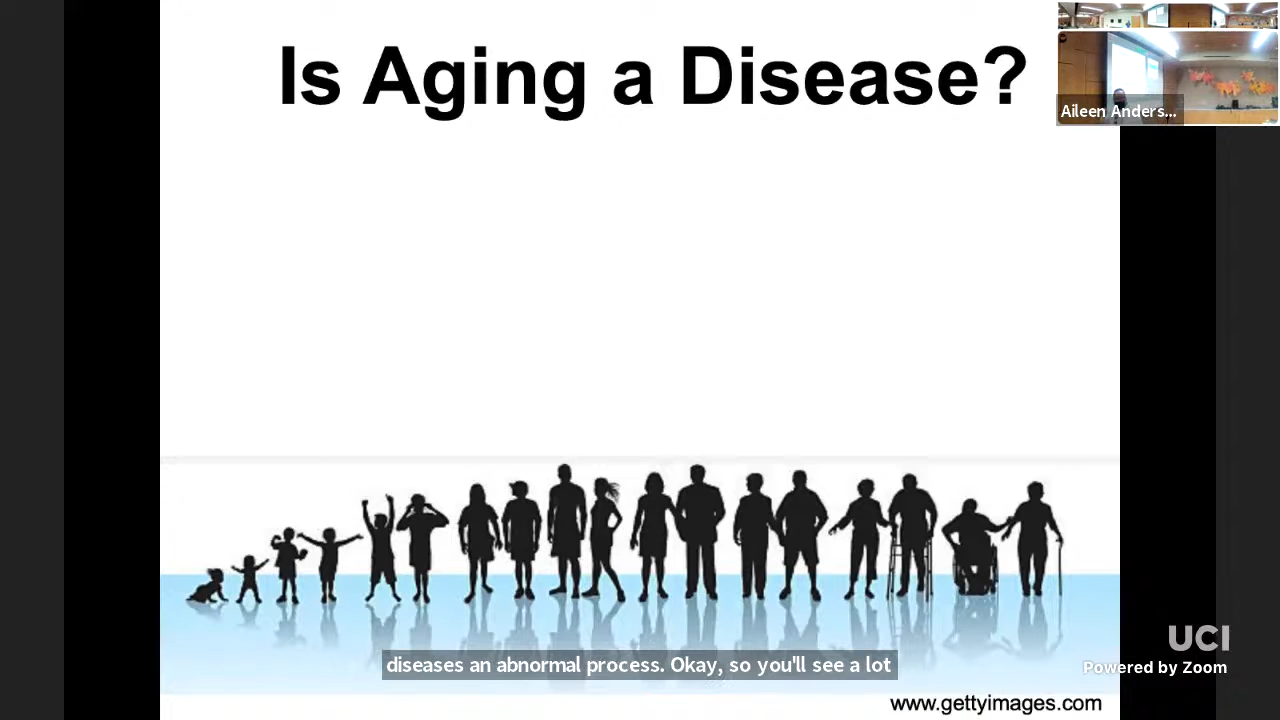 Is Aging a Disease?
Aileen Anders...
diseases an abnormal process. Okay, so you'll see a lot
UCI
Powered by Zoom
www.gettyimages.com